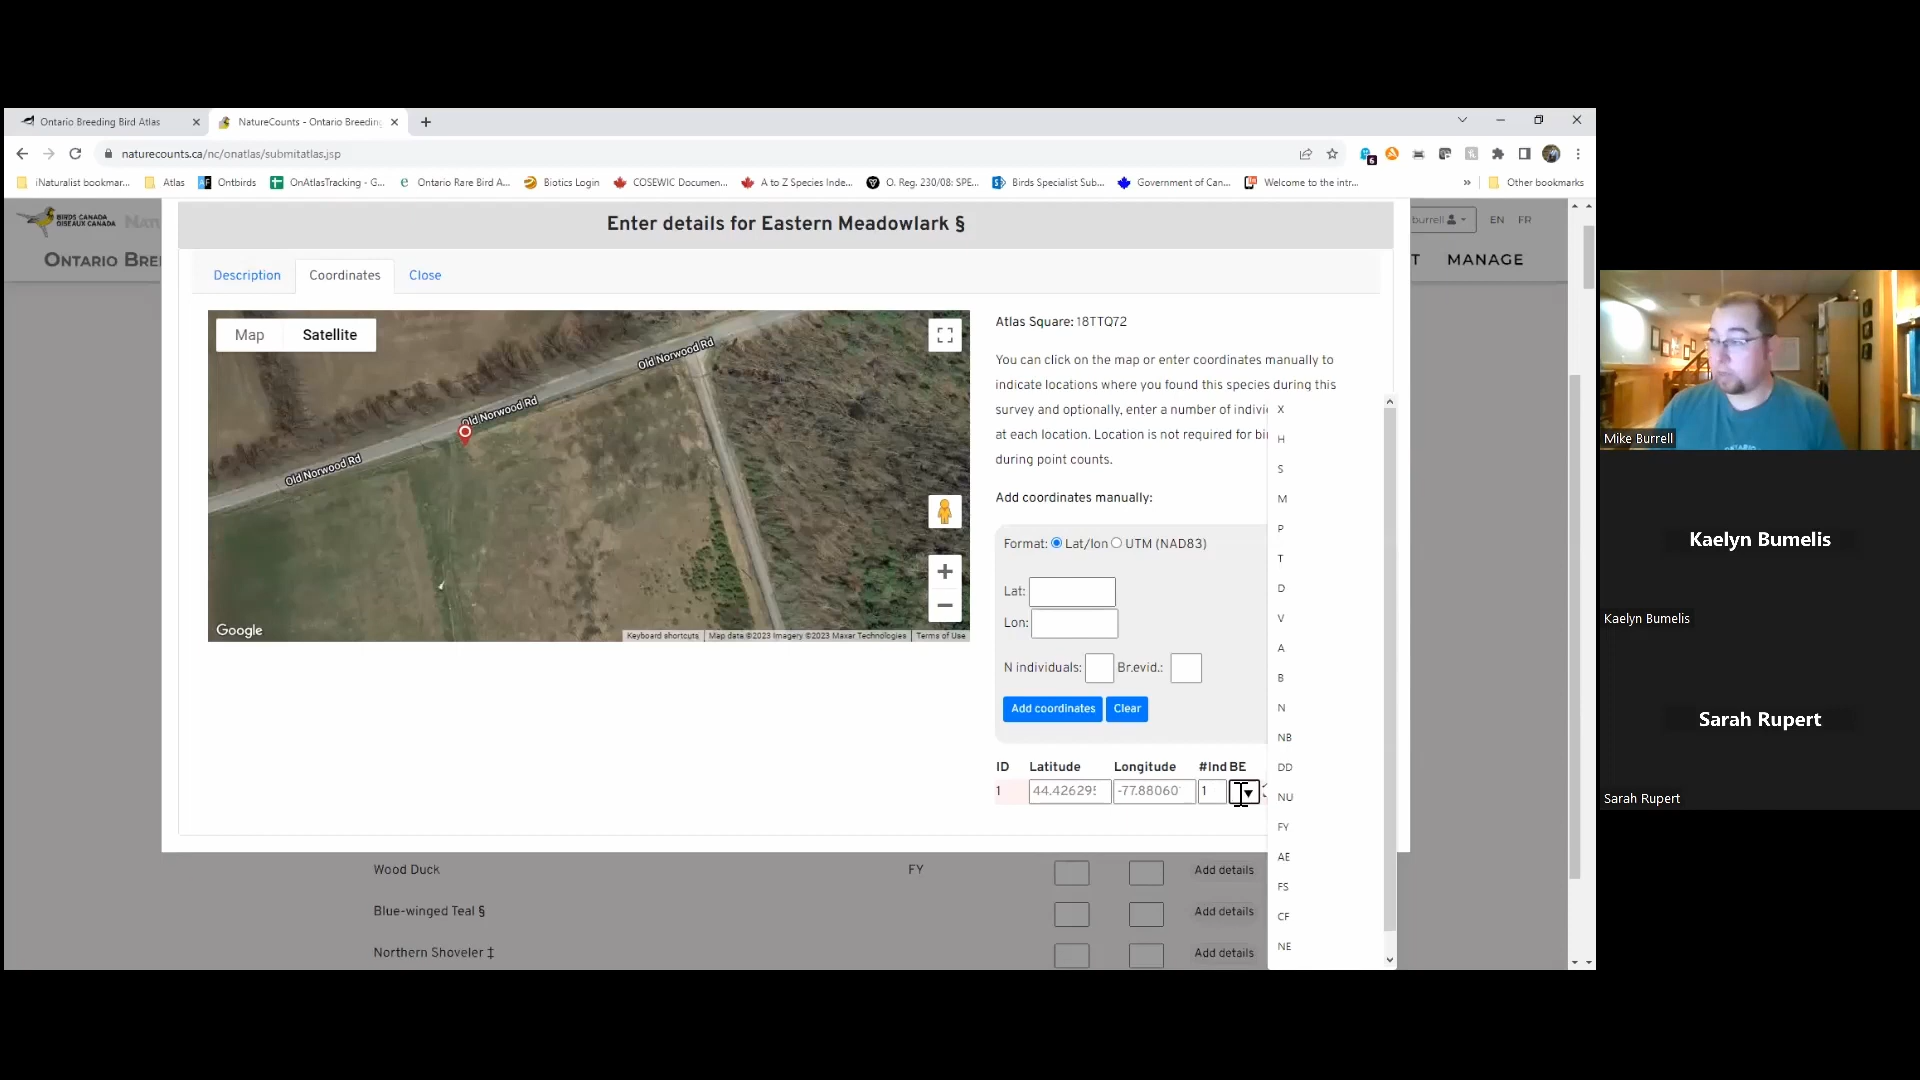 Ontario Breeding Bird Atlas
NatureCounts - Ontario Breeding
naturecounts.ca/nc/onatlas/submitatlas.jsp
6
iNaturalist bookmar...
Atlas
Ontbirds
OnAtlasTracking - G...
Ontario Rare Bird A...
Biotics Login
COSEWIC Documen...
A to Z Species Inde...
O. Reg. 230/08: SPE...
Birds Specialist Sub...
Government of Can...
Welcome to the intr...
»
Other bookmarks
BIRDS CANADA
OISEAUX CANADA
burrell
EN
FR
ONTARIO BREE
T
MANAGE
Enter details for Eastern Meadowlark §
Description
Coordinates
Close
Map
Satellite
Old Norwood Rd
Old Norwood Rd
Old Norwood Rd
Google
Keyboard shortcuts
Map data ©2023 Imagery ©2023 Maxar Technologies
Terms of Use
Atlas Square: 18TTQ72
You can click on the map or enter coordinates manually to
indicate locations where you found this species during this
survey and optionally, enter a number of indivi
at each location. Location is not required for bi
during point counts.
Add coordinates manually:
Format: Lat/lon UTM (NAD83)
Lat:
Lon:
N individuals: Br.evid.:
Add coordinates
Clear
ID Latitude Longitude #Ind BE
1 44.426295 -77.88060 1
X
H
S
M
P
T
D
V
A
B
N
NB
DD
NU
FY
AE
FS
CF
NE
Wood Duck FY Add details
Blue-winged Teal § Add details
Northern Shoveler ‡ Add details
Mike Burrell
Kaelyn Bumelis
Kaelyn Bumelis
Sarah Rupert
Sarah Rupert